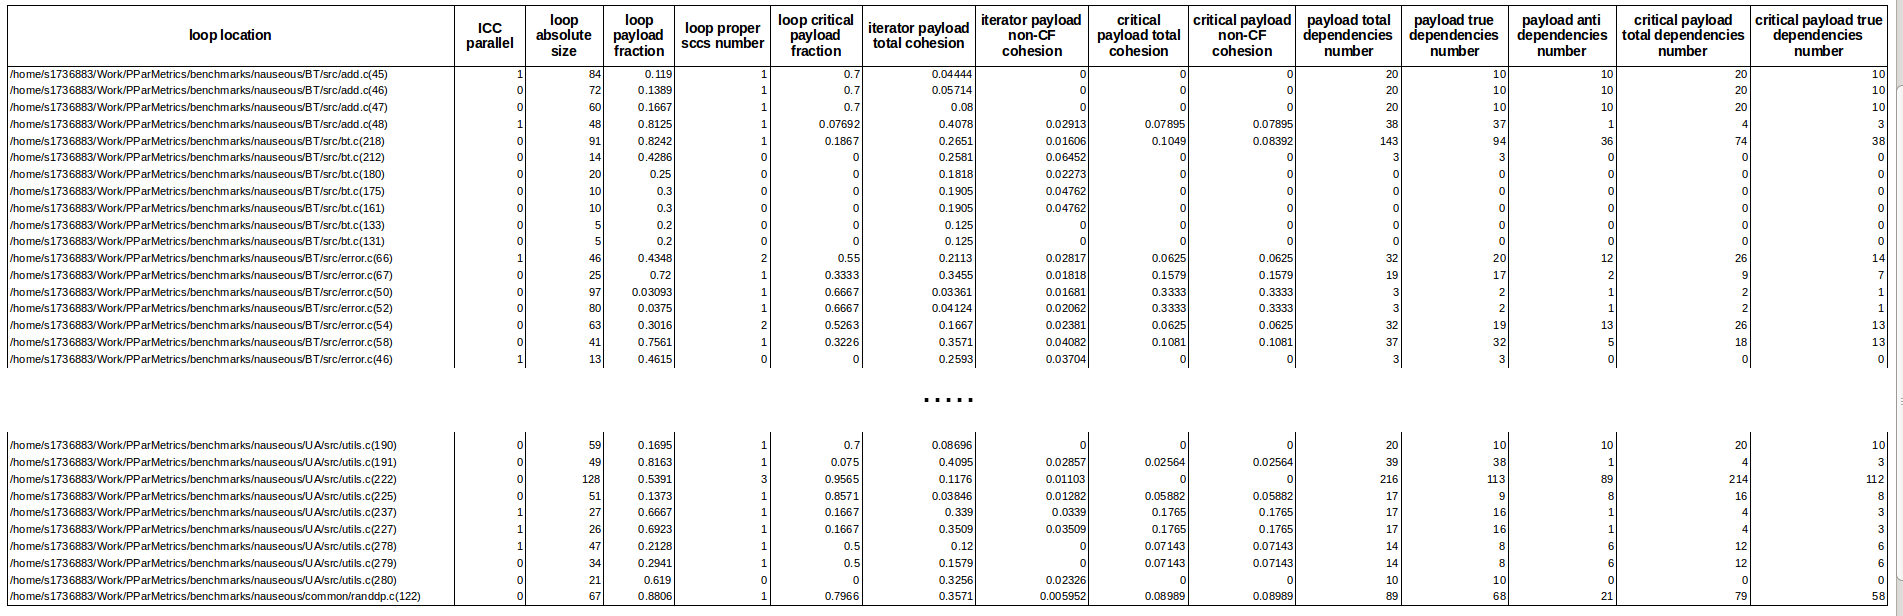 loop location | ICC parallel | loop absolute size | loop payload fraction | loop proper sccs number | loop critical payload fraction | iterator payload total cohesion | iterator payload non-CF cohesion | critical payload total cohesion | critical payload non-CF cohesion | payload total dependencies number | payload true dependencies number | payload anti dependencies number | critical payload total dependencies number | critical payload true dependencies number
/home/s1736883/Work/PParMetrics/benchmarks/nauseous/BT/src/add.c(45) 1 84 0.119 1 0.7 0.04444 0 0 0 20 10 10 20 10
/home/s1736883/Work/PParMetrics/benchmarks/nauseous/BT/src/add.c(46) 0 72 0.1389 1 0.7 0.05714 0 0 0 20 10 10 20 10
/home/s1736883/Work/PParMetrics/benchmarks/nauseous/BT/src/add.c(47) 0 60 0.1667 1 0.7 0.08 0 0 0 20 10 10 20 10
/home/s1736883/Work/PParMetrics/benchmarks/nauseous/BT/src/add.c(48) 1 48 0.8125 1 0.07692 0.4078 0.02913 0.07895 0.07895 38 37 1 4 3
/home/s1736883/Work/PParMetrics/benchmarks/nauseous/BT/src/bt.c(218) 0 91 0.8242 1 0.1867 0.2651 0.01606 0.1049 0.08392 143 94 36 74 38
/home/s1736883/Work/PParMetrics/benchmarks/nauseous/BT/src/bt.c(212) 0 14 0.4286 0 0 0.2581 0.06452 0 0 3 3 0 0 0
/home/s1736883/Work/PParMetrics/benchmarks/nauseous/BT/src/bt.c(180) 0 20 0.25 0 0 0.1818 0.02273 0 0 0 0 0 0 0
/home/s1736883/Work/PParMetrics/benchmarks/nauseous/BT/src/bt.c(175) 0 10 0.3 0 0 0.1905 0.04762 0 0 0 0 0 0 0
/home/s1736883/Work/PParMetrics/benchmarks/nauseous/BT/src/bt.c(161) 0 10 0.3 0 0 0.1905 0.04762 0 0 0 0 0 0 0
/home/s1736883/Work/PParMetrics/benchmarks/nauseous/BT/src/bt.c(133) 0 5 0.2 0 0 0.125 0 0 0 0 0 0 0 0
/home/s1736883/Work/PParMetrics/benchmarks/nauseous/BT/src/bt.c(131) 0 5 0.2 0 0 0.125 0 0 0 0 0 0 0 0
/home/s1736883/Work/PParMetrics/benchmarks/nauseous/BT/src/error.c(66) 1 46 0.4348 2 0.55 0.2113 0.02817 0.0625 0.0625 32 20 12 26 14
/home/s1736883/Work/PParMetrics/benchmarks/nauseous/BT/src/error.c(67) 0 25 0.72 1 0.3333 0.3455 0.01818 0.1579 0.1579 19 17 2 9 7
/home/s1736883/Work/PParMetrics/benchmarks/nauseous/BT/src/error.c(50) 0 97 0.03093 1 0.6667 0.03361 0.01681 0.3333 0.3333 3 2 1 2 1
/home/s1736883/Work/PParMetrics/benchmarks/nauseous/BT/src/error.c(52) 0 80 0.0375 1 0.6667 0.04124 0.02062 0.3333 0.3333 3 2 1 2 1
/home/s1736883/Work/PParMetrics/benchmarks/nauseous/BT/src/error.c(54) 0 63 0.3016 2 0.5263 0.1667 0.02381 0.0625 0.0625 32 19 13 26 13
/home/s1736883/Work/PParMetrics/benchmarks/nauseous/BT/src/error.c(58) 0 41 0.7561 1 0.3226 0.3571 0.04082 0.1081 0.1081 37 32 5 18 13
/home/s1736883/Work/PParMetrics/benchmarks/nauseous/BT/src/error.c(46) 1 13 0.4615 0 0 0.2593 0.03704 0 0 3 3 0 0 0
.....
/home/s1736883/Work/PParMetrics/benchmarks/nauseous/UA/src/utils.c(190) 0 59 0.1695 1 0.7 0.08696 0 0 0 20 10 10 20 10
/home/s1736883/Work/PParMetrics/benchmarks/nauseous/UA/src/utils.c(191) 0 49 0.8163 1 0.075 0.4095 0.02857 0.02564 0.02564 39 38 1 4 3
/home/s1736883/Work/PParMetrics/benchmarks/nauseous/UA/src/utils.c(222) 0 128 0.5391 3 0.9565 0.1176 0.01103 0 0 216 113 89 214 112
/home/s1736883/Work/PParMetrics/benchmarks/nauseous/UA/src/utils.c(225) 0 51 0.1373 1 0.8571 0.03846 0.01282 0.05882 0.05882 17 9 8 16 8
/home/s1736883/Work/PParMetrics/benchmarks/nauseous/UA/src/utils.c(237) 1 27 0.6667 1 0.1667 0.339 0.0339 0.1765 0.1765 17 16 1 4 3
/home/s1736883/Work/PParMetrics/benchmarks/nauseous/UA/src/utils.c(227) 1 26 0.6923 1 0.1667 0.3509 0.03509 0.1765 0.1765 17 16 1 4 3
/home/s1736883/Work/PParMetrics/benchmarks/nauseous/UA/src/utils.c(278) 1 47 0.2128 1 0.5 0.12 0 0.07143 0.07143 14 8 6 12 6
/home/s1736883/Work/PParMetrics/benchmarks/nauseous/UA/src/utils.c(279) 0 34 0.2941 1 0.5 0.1579 0 0.07143 0.07143 14 8 6 12 6
/home/s1736883/Work/PParMetrics/benchmarks/nauseous/UA/src/utils.c(280) 0 21 0.619 0 0 0.3256 0.02326 0 0 10 10 0 0 0
/home/s1736883/Work/PParMetrics/benchmarks/nauseous/common/randdp.c(122) 0 67 0.8806 1 0.7966 0.3571 0.005952 0.08989 0.08989 89 68 21 79 58